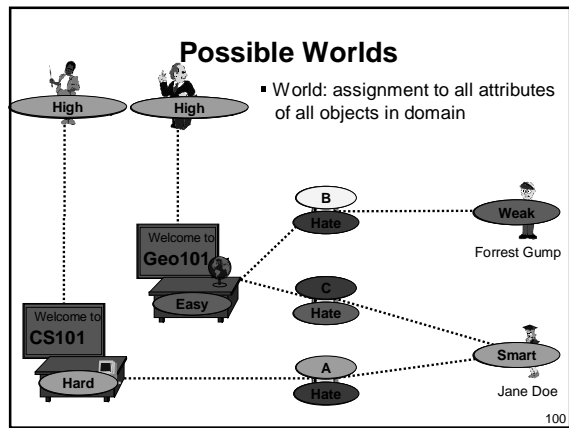 Possible Worlds
High
High
▪ World: assignment to all attributes
of all objects in domain
B
Hate
Weak
Forrest Gump
Welcome to
Geo101
Easy
C
Hate
Welcome to
CS101
Hard
A
Hate
Smart
Jane Doe
100